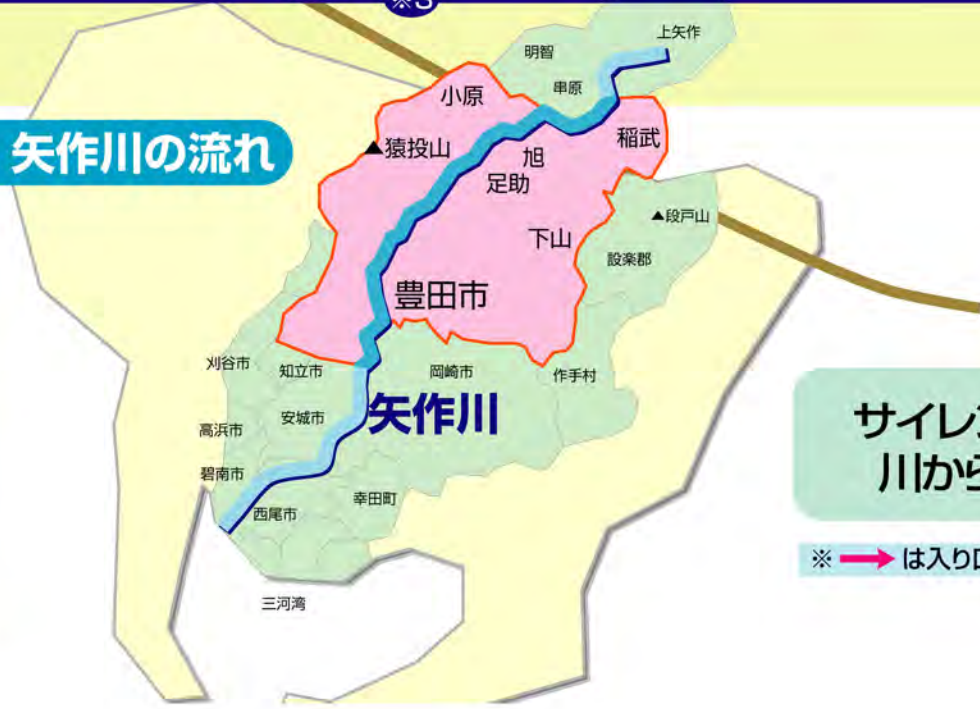 ※3
上矢作
明智
串原
小原
矢作川の流れ
▲猿投山
旭
稲武
足助
▲段戸山
下山
設楽郡
豊田市
刈谷市
知立市
岡崎市
作手村
安城市
矢作川
高浜市
碧南市
西尾市
幸田町
三河湾
サイレ
川から
※ は入り口